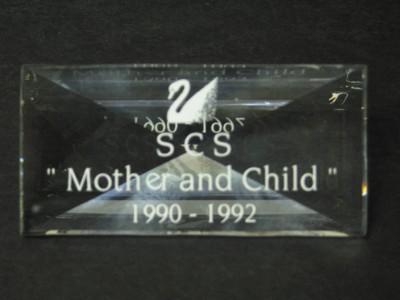 SCS
" Mother and Child "
1990 - 1992